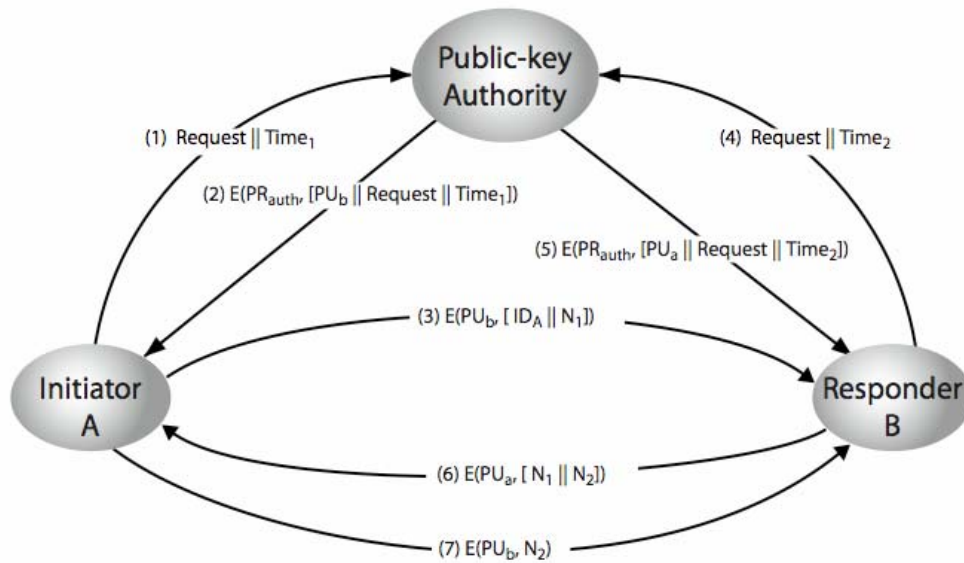 Public-key
Authority
(1) Request || Time₁
(4) Request || Time₂
(2) E(PRauth, [PUb || Request || Time₁])
(5) E(PRauth, [PUa || Request || Time₂])
(3) E(PUb, [ IDA || N₁])
Initiator
A
Responder
B
(6) E(PUa, [ N₁ || N₂])
(7) E(PUb, N₂)